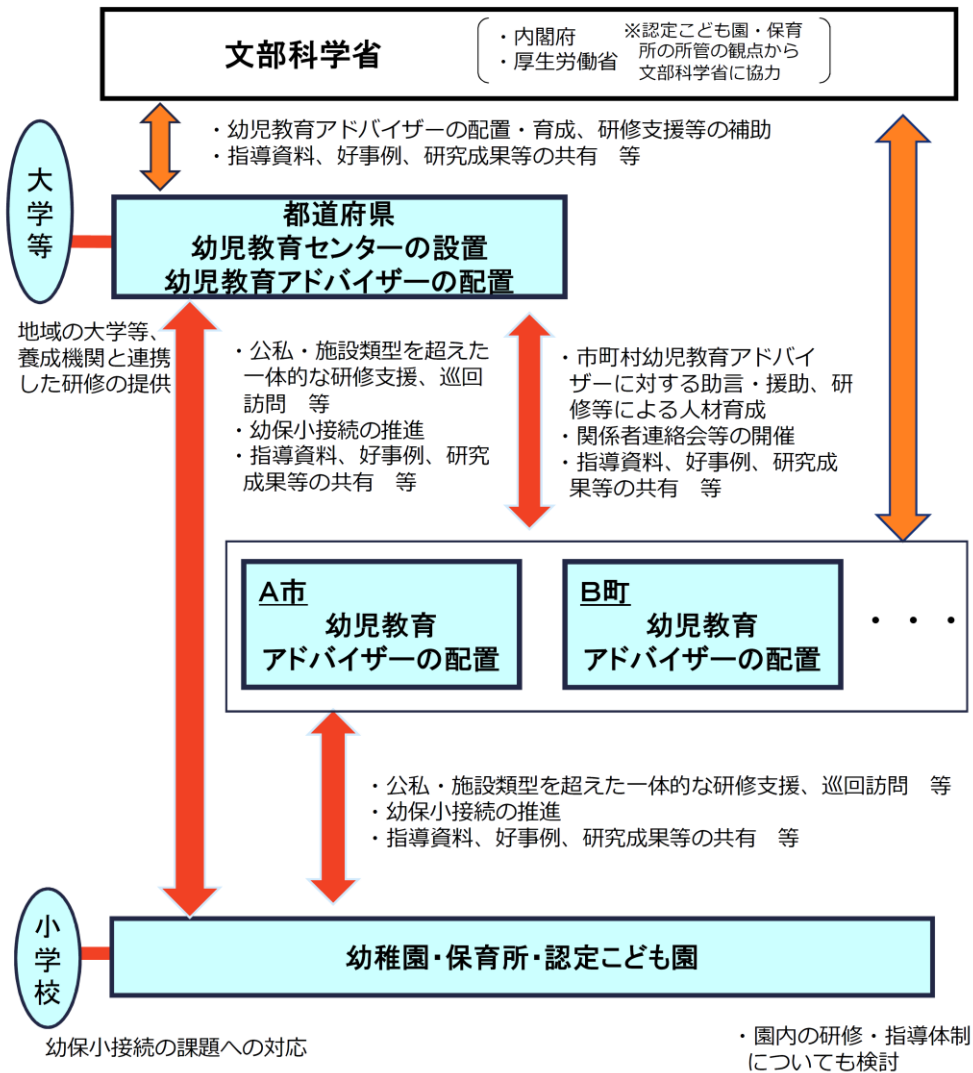 文部科学省
・内閣府
・厚生労働省
※認定こども園・保育
所の所管の観点から
文部科学省に協力
・幼児教育アドバイザーの配置・育成、研修支援等の補助
・指導資料、好事例、研究成果等の共有　等
大学等
都道府県
幼児教育センターの設置
幼児教育アドバイザーの配置
地域の大学等、
養成機関と連携
した研修の提供
・公私・施設類型を超えた
一体的な研修支援、巡回
訪問　等
・幼保小接続の推進
・指導資料、好事例、研究
成果等の共有　等
・市町村幼児教育アドバイ
ザーに対する助言・援助、研
修等による人材育成
・関係者連絡会等の開催
・指導資料、好事例、研究成
果等の共有　等
A市
幼児教育
アドバイザーの配置
B町
幼児教育
アドバイザーの配置
・・・
・公私・施設類型を超えた一体的な研修支援、巡回訪問　等
・幼保小接続の推進
・指導資料、好事例、研究成果等の共有　等
小学校
幼稚園・保育所・認定こども園
幼保小接続の課題への対応
・園内の研修・指導体制
についても検討